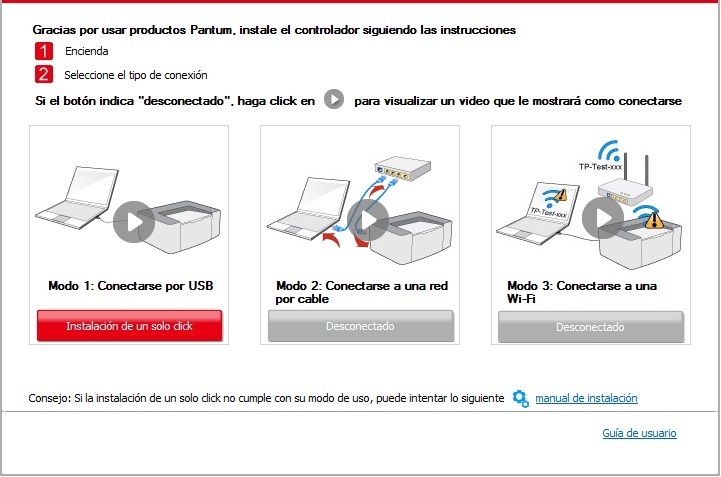 Gracias por usar productos Pantum, instale el controlador siguiendo las instrucciones
1 Encienda
2 Seleccione el tipo de conexión
Si el botón indica "desconectado", haga click en para visualizar un video que le mostrará como conectarse
TP-Test-xxx
TP-Test-xxx
Modo 1: Conectarse por USB
Modo 2: Conectarse a una red
por cable
Modo 3: Conectarse a una
Wi-Fi
Instalación de un solo click
Desconectado
Desconectado
Consejo: Si la instalación de un solo click no cumple con su modo de uso, puede intentar lo siguiente manual de instalación
Guía de usuario